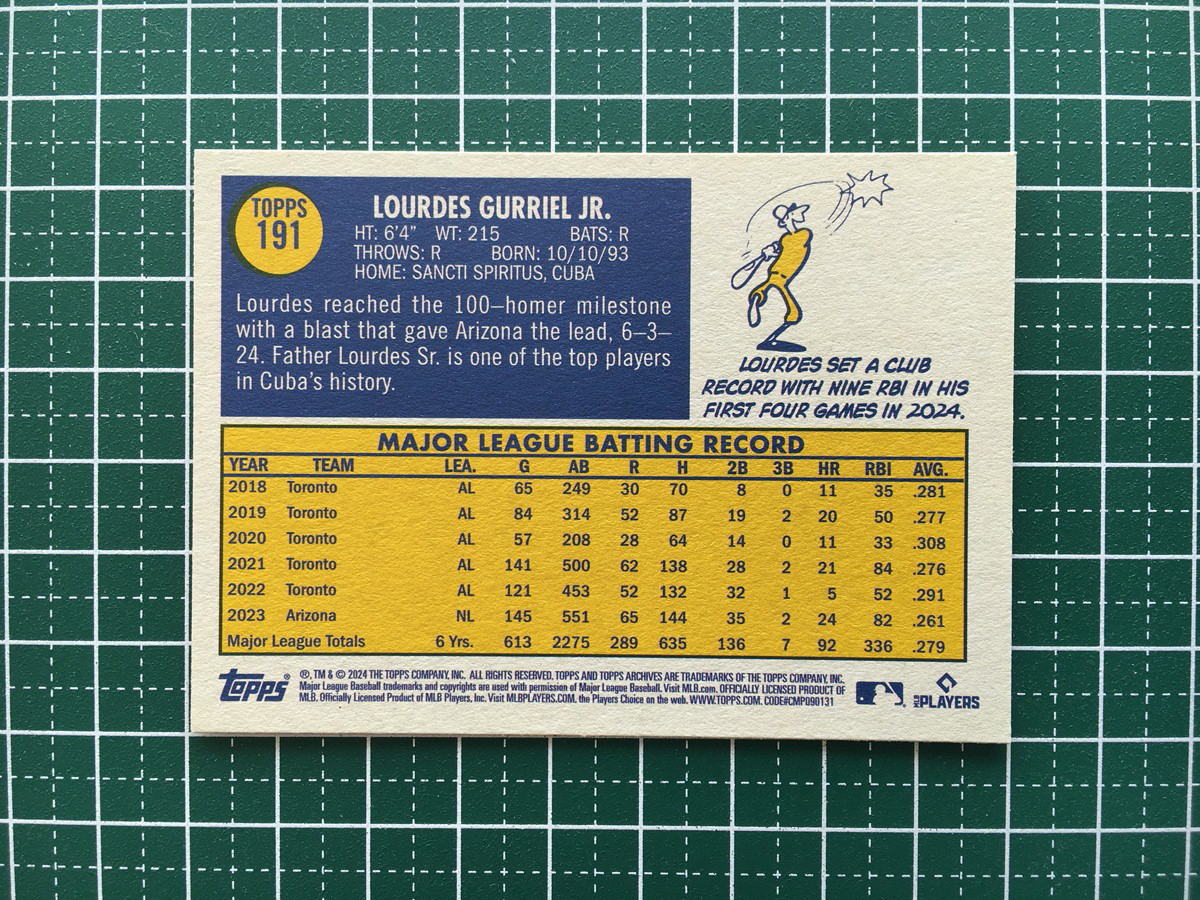 TOPPS
191
LOURDES GURRIEL JR.
HT: 6'4" WT: 215 BATS: R
THROWS: R BORN: 10/10/93
HOME: SANCTI SPIRITUS, CUBA
Lourdes reached the 100–homer milestone
with a blast that gave Arizona the lead, 6–3–
24. Father Lourdes Sr. is one of the top players
in Cuba's history.
LOURDES SET A CLUB
RECORD WITH NINE RBI IN HIS
FIRST FOUR GAMES IN 2024.
MAJOR LEAGUE BATTING RECORD
YEAR TEAM LEA. G AB R H 2B 3B HR RBI AVG.
2018 Toronto AL 65 249 30 70 8 0 11 35 .281
2019 Toronto AL 84 314 52 87 19 2 20 50 .277
2020 Toronto AL 57 208 28 64 14 0 11 33 .308
2021 Toronto AL 141 500 62 138 28 2 21 84 .276
2022 Toronto AL 121 453 52 132 32 1 5 52 .291
2023 Arizona NL 145 551 65 144 35 2 24 82 .261
Major League Totals 6 Yrs. 613 2275 289 635 136 7 92 336 .279
topps®
®, TM & © 2024 THE TOPPS COMPANY, INC. ALL RIGHTS RESERVED. TOPPS AND TOPPS ARCHIVES ARE TRADEMARKS OF THE TOPPS COMPANY, INC.
Major League Baseball trademarks and copyrights are used with permission of Major League Baseball. Visit MLB.com. OFFICIALLY LICENSED PRODUCT OF
MLB. Officially Licensed Product of MLB Players, Inc. Visit MLBPLAYERS.COM, the Players Choice on the web. WWW.TOPPS.COM. CODE#CMP090131
MLB PLAYERS